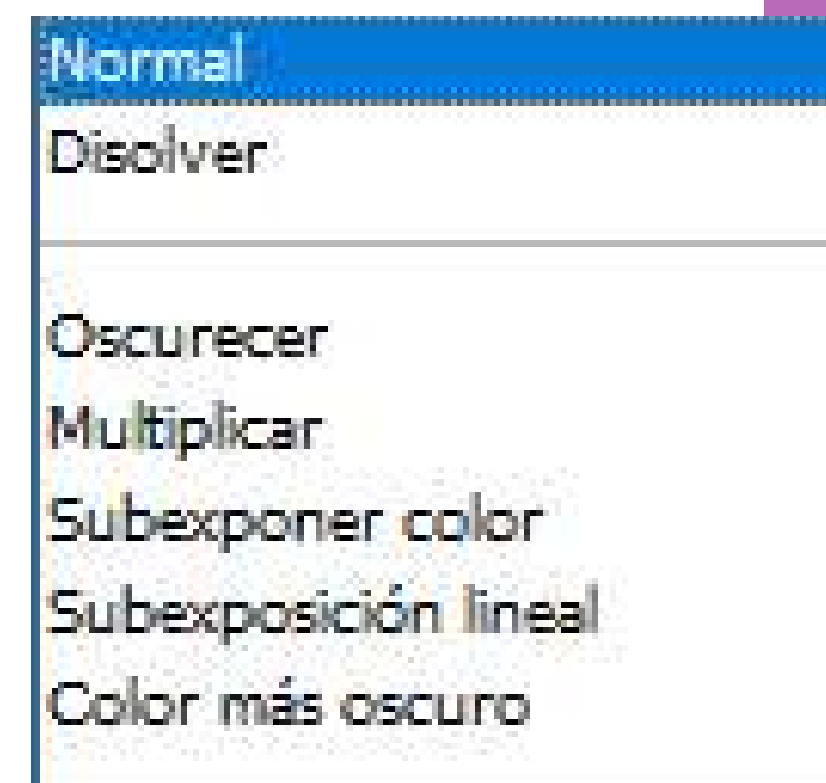 Normal
Disolver
Oscurecer
Multiplicar
Subexponer color
Subexposición lineal
Color más oscuro